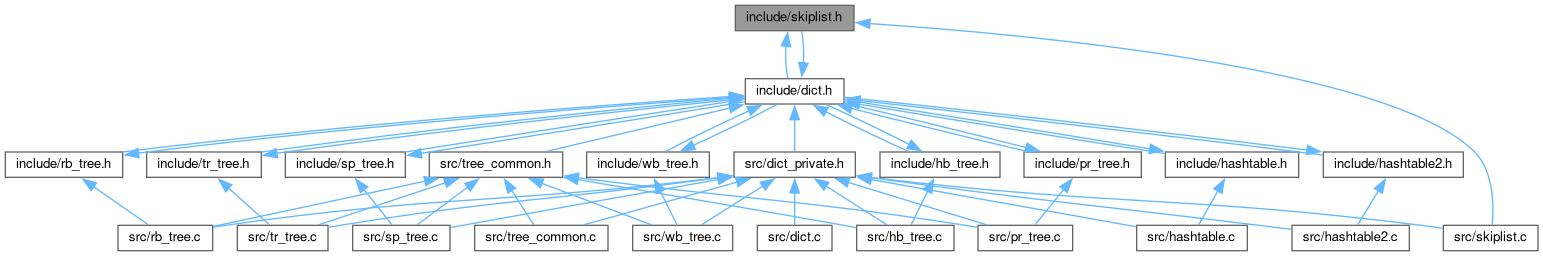 include/skiplist.h
include/dict.h
include/rb_tree.h
include/tr_tree.h
include/sp_tree.h
src/tree_common.h
include/wb_tree.h
src/dict_private.h
include/hb_tree.h
include/pr_tree.h
include/hashtable.h
include/hashtable2.h
src/rb_tree.c
src/tr_tree.c
src/sp_tree.c
src/tree_common.c
src/wb_tree.c
src/dict.c
src/hb_tree.c
src/pr_tree.c
src/hashtable.c
src/hashtable2.c
src/skiplist.c